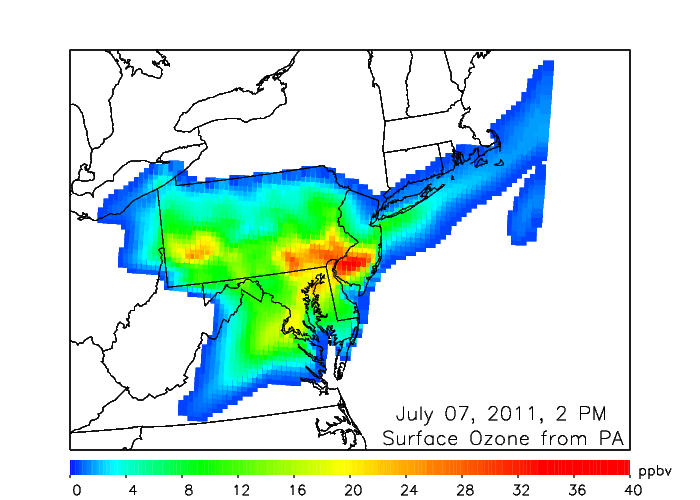 July 07, 2011, 2 PM
Surface Ozone from PA
ppbv
0 4 8 12 16 20 24 28 32 36 40